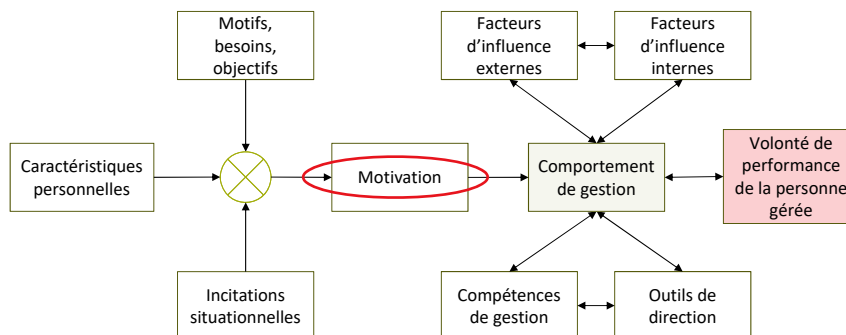 Motifs,
besoins,
objectifs
Facteurs
d'influence
externes
Facteurs
d'influence
internes
Caractéristiques
personnelles
Motivation
Comportement
de gestion
Volonté de
performance
de la personne
gérée
Incitations
situationnelles
Compétences
de gestion
Outils de
direction